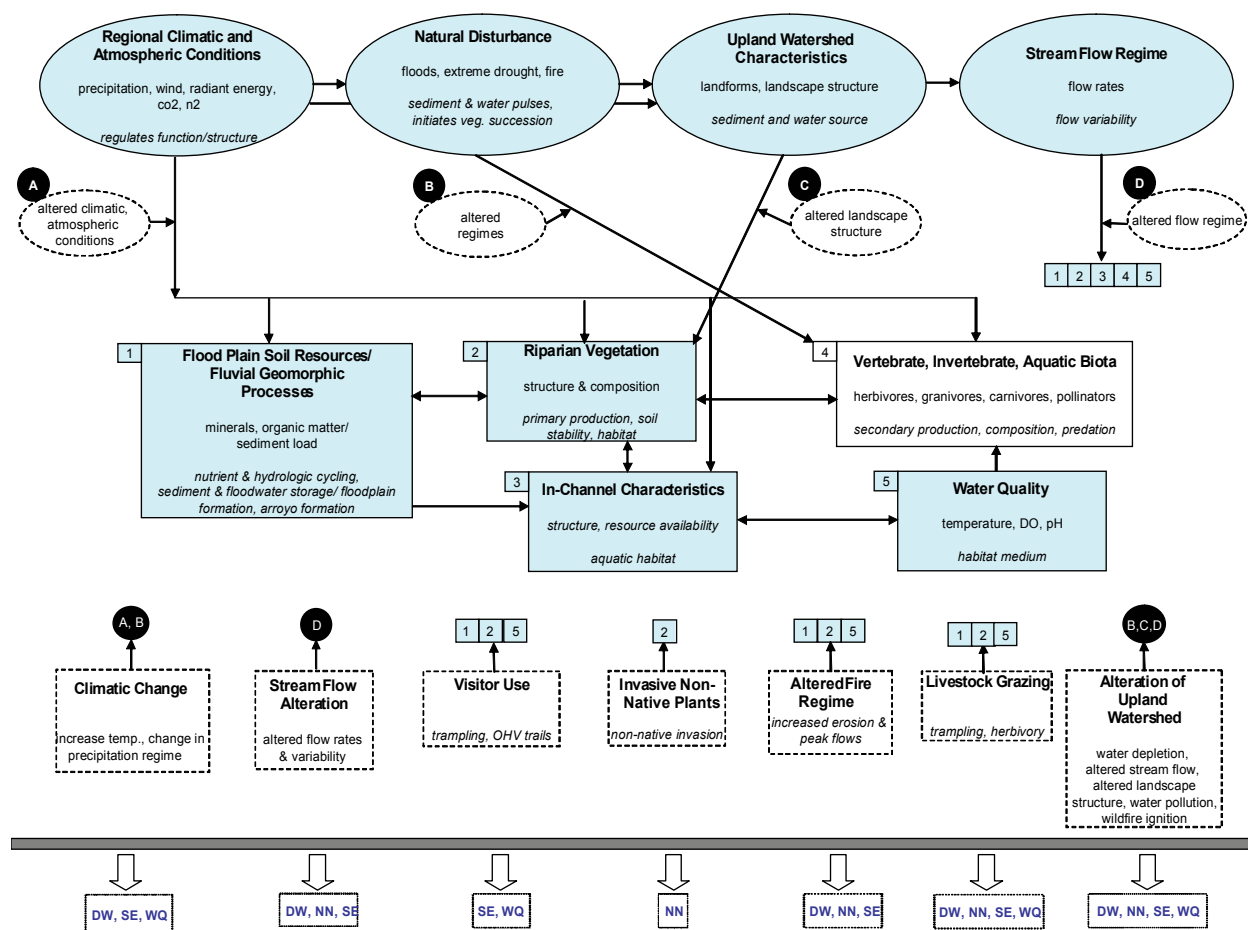 Regional Climatic and
Atmospheric Conditions
precipitation, wind, radiant energy,
co2, n2
regulates function/structure
Natural Disturbance
floods, extreme drought, fire
sediment & water pulses,
initiates veg. succession
Upland Watershed
Characteristics
landforms, landscape structure
sediment and water source
Stream Flow Regime
flow rates
flow variability
A
altered climatic,
atmospheric
conditions
B
altered
regimes
C
altered landscape
structure
D
altered flow regime
1 2 3 4 5
1
Flood Plain Soil Resources/
Fluvial Geomorphic
Processes
minerals, organic matter/
sediment load
nutrient & hydrologic cycling,
sediment & floodwater storage/ floodplain
formation, arroyo formation
2
Riparian Vegetation
structure & composition
primary production, soil
stability, habitat
4
Vertebrate, Invertebrate, Aquatic Biota
herbivores, granivores, carnivores, pollinators
secondary production, composition, predation
3
In-Channel Characteristics
structure, resource availability
aquatic habitat
5
Water Quality
temperature, DO, pH
habitat medium
A, B
Climatic Change
increase temp., change in
precipitation regime
D
Stream Flow
Alteration
altered flow rates
& variability
1 2 5
Visitor Use
trampling, OHV trails
2
Invasive Non-
Native Plants
non-native invasion
1 2 5
Altered Fire
Regime
increased erosion &
peak flows
1 2 5
Livestock Grazing
trampling, herbivory
B,C,D
Alteration of
Upland
Watershed
water depletion,
altered stream flow,
altered landscape
structure, water pollution,
wildfire ignition
DW, SE, WQ
DW, NN, SE
SE, WQ
NN
DW, NN, SE
DW, NN, SE, WQ
DW, NN, SE, WQ